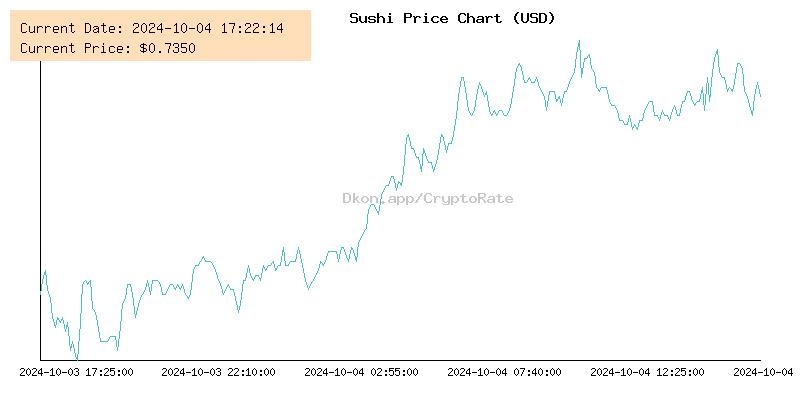 Sushi Price Chart (USD)
Current Date: 2024-10-04 17:22:14
Current Price: $0.7350
Dkon.app/CryptoRate
2024-10-03 17:25:00 2024-10-03 22:10:00 2024-10-04 02:55:00 2024-10-04 07:40:00 2024-10-04 12:25:00 2024-10-04